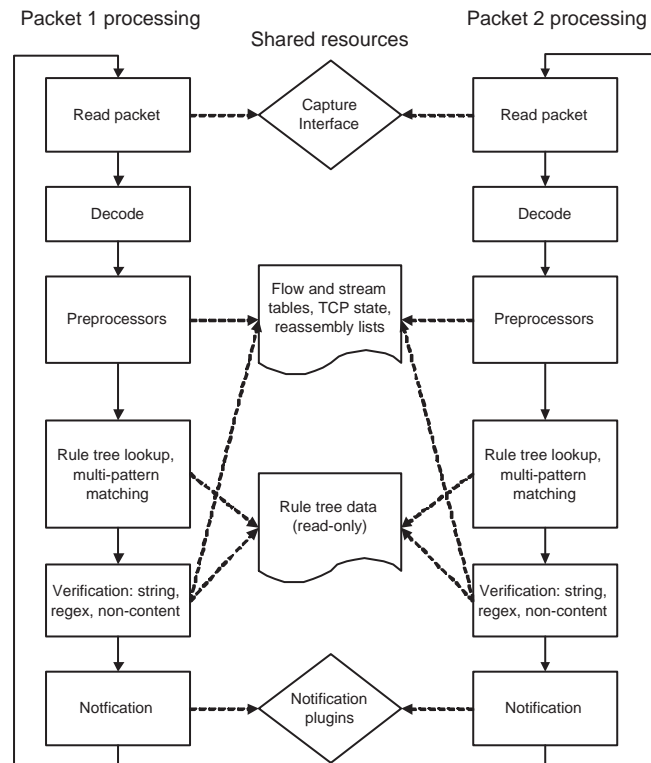 Packet 1 processing
Shared resources
Packet 2 processing
Read packet
Capture
Interface
Read packet
Decode
Decode
Preprocessors
Flow and stream
tables, TCP state,
reassembly lists
Preprocessors
Rule tree lookup,
multi-pattern
matching
Rule tree data
(read-only)
Rule tree lookup,
multi-pattern
matching
Verification: string,
regex, non-content
Verification: string,
regex, non-content
Notfication
Notification
plugins
Notification